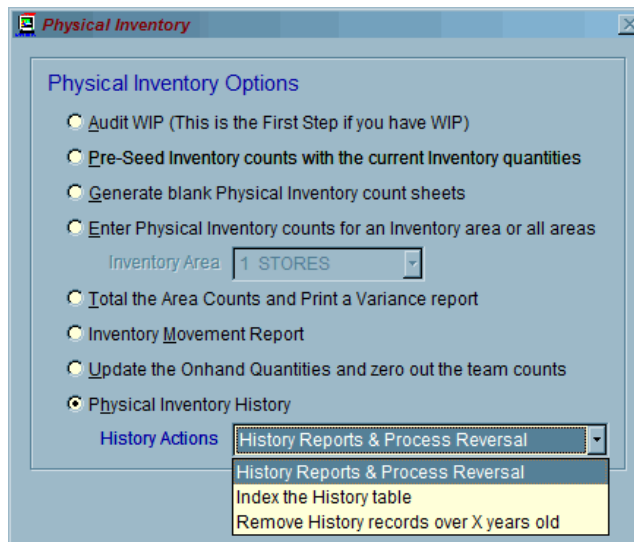 Physical Inventory
Physical Inventory Options
Audit WIP (This is the First Step if you have WIP)
Pre-Seed Inventory counts with the current Inventory quantities
Generate blank Physical Inventory count sheets
Enter Physical Inventory counts for an Inventory area or all areas
Inventory Area 1 STORES
Total the Area Counts and Print a Variance report
Inventory Movement Report
Update the Onhand Quantities and zero out the team counts
Physical Inventory History
History Actions History Reports & Process Reversal
History Reports & Process Reversal
Index the History table
Remove History records over X years old